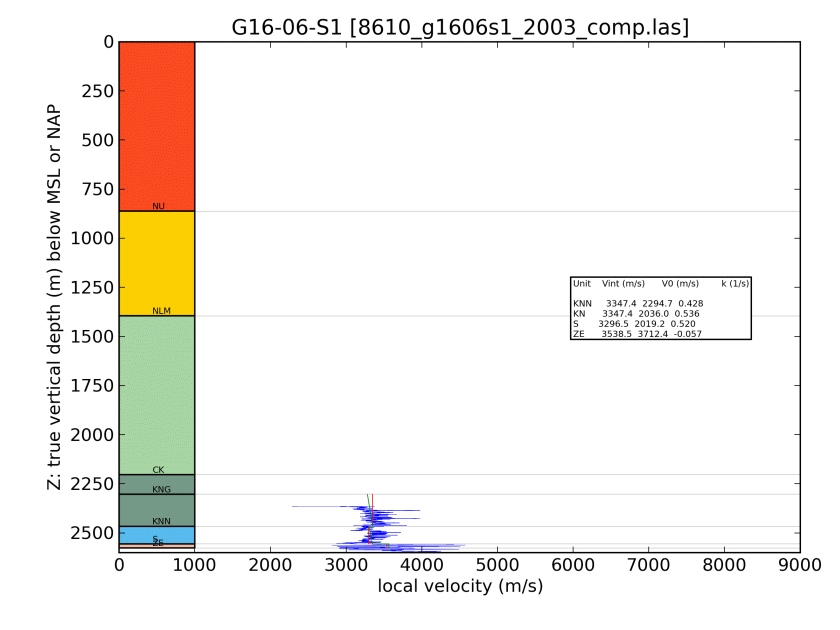 G16-06-S1 [8610_g1606s1_2003_comp.las]
Z: true vertical depth (m) below MSL or NAP
0
250
500
750
1000
1250
1500
1750
2000
2250
2500
NU
NLM
CK
KNG
KNN
S
ZE
Unit Vint (m/s) V0 (m/s) k (1/s)
KNN 3347.4 2294.7 0.428
KN 3347.4 2036.0 0.536
S 3296.5 2019.2 0.520
ZE 3538.5 3712.4 -0.057
0 1000 2000 3000 4000 5000 6000 7000 8000 9000
local velocity (m/s)